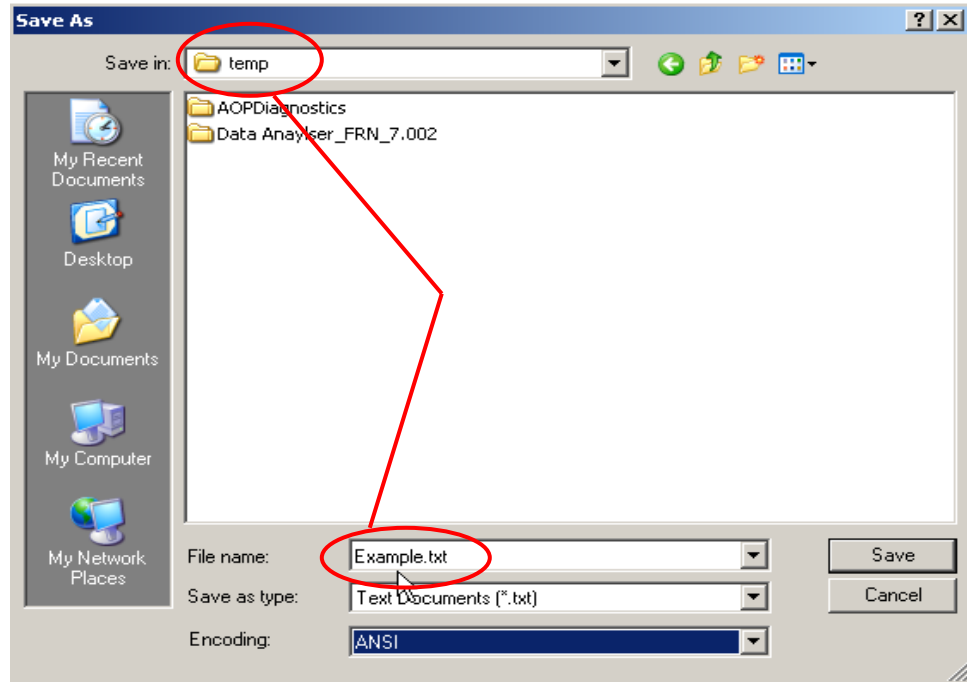 Save As
Save in:
temp
AOPDiagnostics
Data Anaylser_FRN_7.002
My Recent
Documents
Desktop
My Documents
My Computer
My Network
Places
File name:
Example.txt
Save
Save as type:
Text Documents (*.txt)
Cancel
Encoding:
ANSI